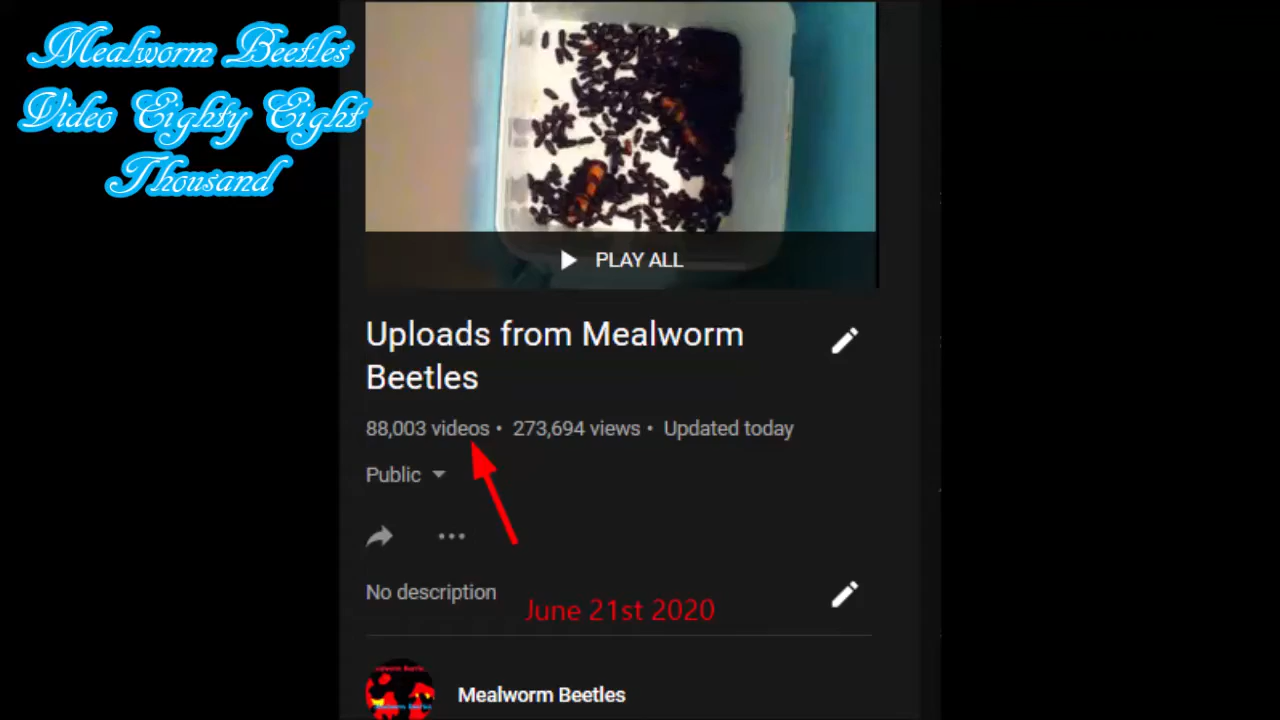 Mealworm Beetles
Video Eighty Eight
Thousand
PLAY ALL
Uploads from Mealworm
Beetles
88,003 videos • 273,694 views • Updated today
Public
No description
June 21st 2020
Mealworm Beetles